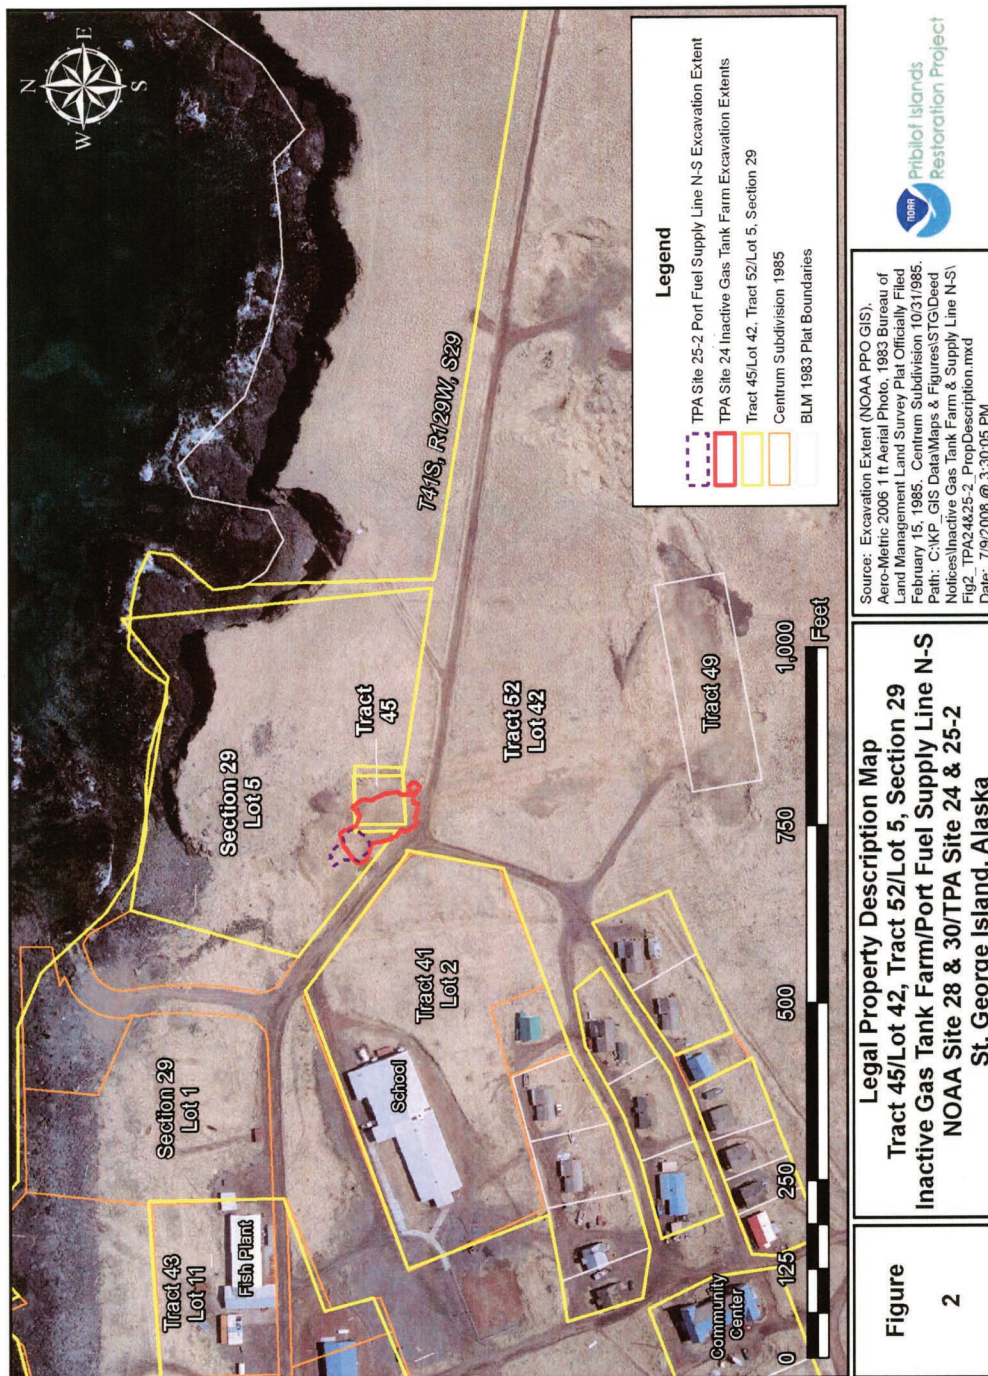 N
W
E
S
T41S, R129W, S29
Section 29
Lot 5
Tract
45
Tract 52
Lot 42
Tract 49
Tract 41
Lot 2
School
Section 29
Lot 1
Tract 43
Lot 11
Fish Plant
Community
Center
0
125
250
500
750
1,000
Feet
Legend
TPA Site 25-2 Port Fuel Supply Line N-S Excavation Extent
TPA Site 24 Inactive Gas Tank Farm Excavation Extents
Tract 45/Lot 42, Tract 52/Lot 5, Section 29
Centrum Subdivision 1985
BLM 1983 Plat Boundaries
Figure
2
Legal Property Description Map
Tract 45/Lot 42, Tract 52/Lot 5, Section 29
Inactive Gas Tank Farm/Port Fuel Supply Line N-S
NOAA Site 28 & 30/TPA Site 24 & 25-2
St. George Island, Alaska
Source: Excavation Extent (NOAA PPO GIS).
Aero-Metric 2006 1 ft Aerial Photo, 1983 Bureau of
Land Management Land Survey Plat Officially Filed
February 15, 1985. Centrum Subdivision 10/31/985.
Path: C:\KP_GIS Data\Maps & Figures\STG\Deed
Notices\Inactive Gas Tank Farm & Supply Line N-S\
Fig2_TPA24&25-2_PropDescription.mxd
Date: 7/9/2008 @ 3:30:05 PM
NOAA
Pribilof Islands
Restoration Project